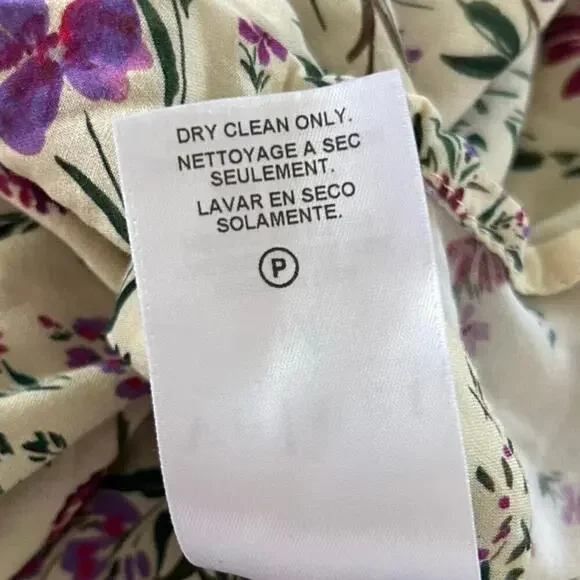 DRY CLEAN ONLY.
NETTOYAGE A SEC
SEULEMENT.
LAVAR EN SECO
SOLAMENTE.
P